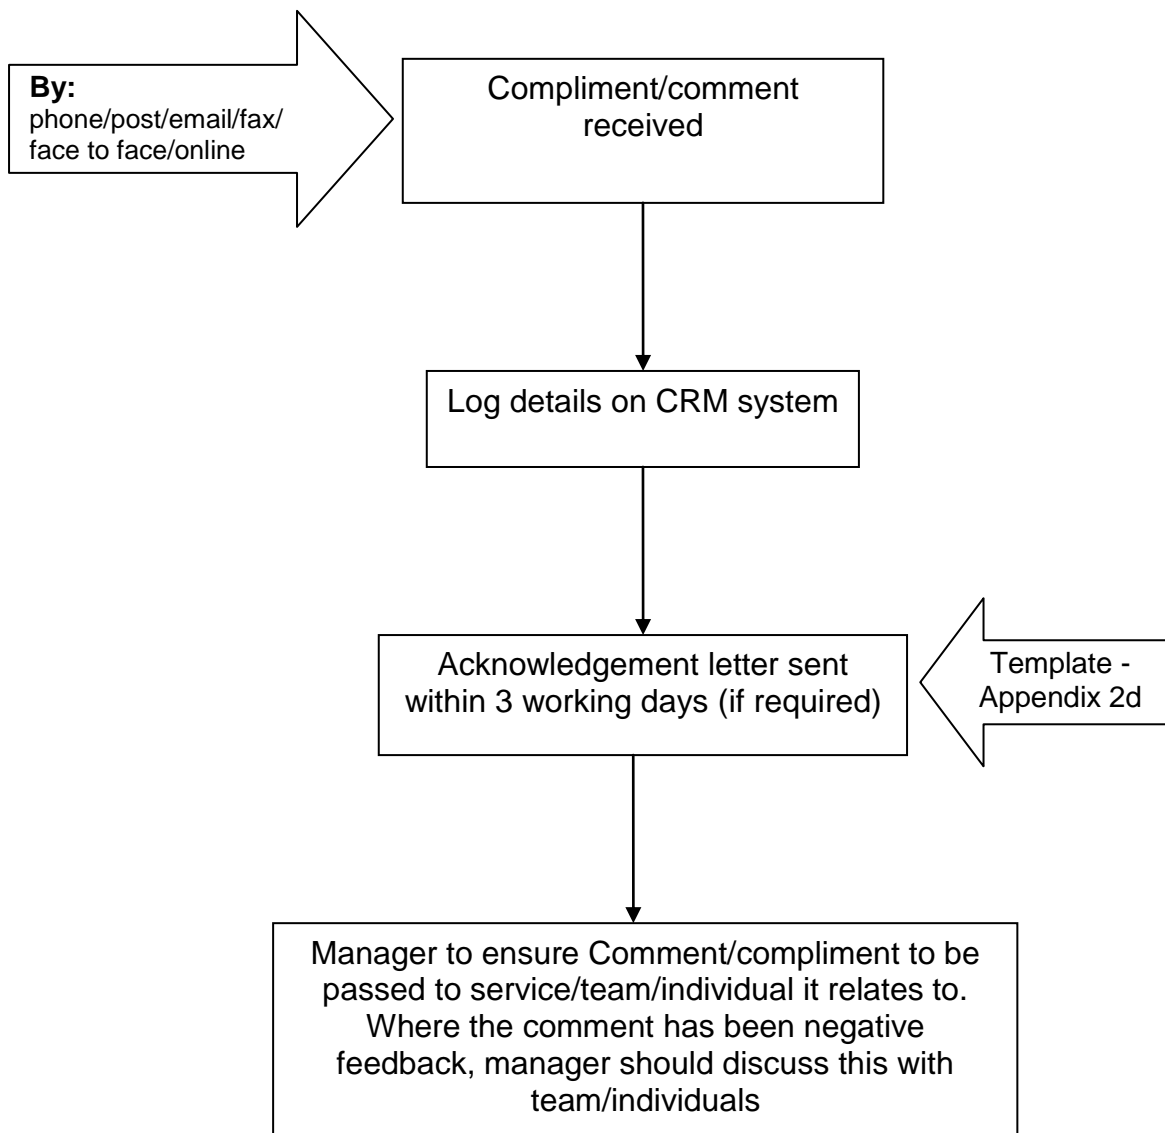 By:
phone/post/email/fax/
face to face/online
Compliment/comment
received
Log details on CRM system
Acknowledgement letter sent
within 3 working days (if required)
Template -
Appendix 2d
Manager to ensure Comment/compliment to be
passed to service/team/individual it relates to.
Where the comment has been negative
feedback, manager should discuss this with
team/individuals